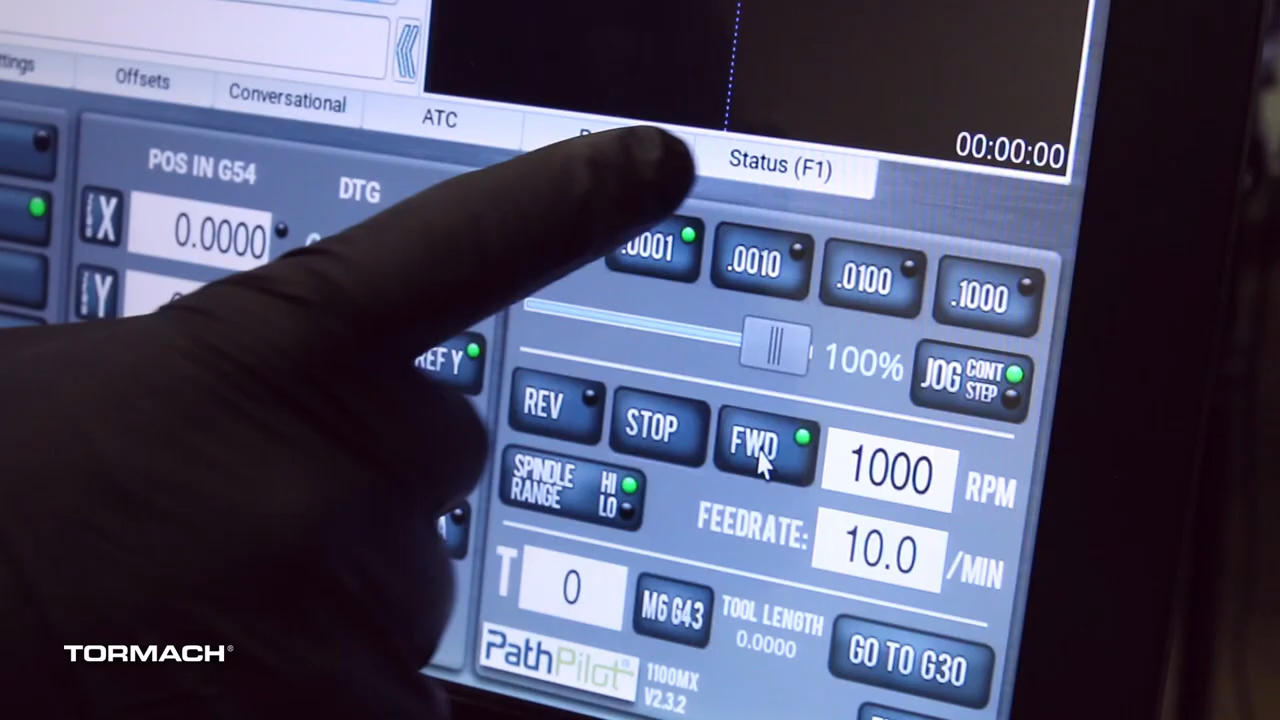 Offsets
Conversational
ATC
Status (F1)
00:00:00
POS IN G54
DTG
X
0.0000
Y
.0001
.0010
.0100
.1000
100%
JOG CONT STEP
REF Y
REV
STOP
FWD
1000
RPM
SPINDLE RANGE HI LO
FEEDRATE:
10.0
/MIN
T
0
M6 G43
TOOL LENGTH
0.0000
GO TO G30
PathPilot®
1100MX
V2.3.2
TORMACH®